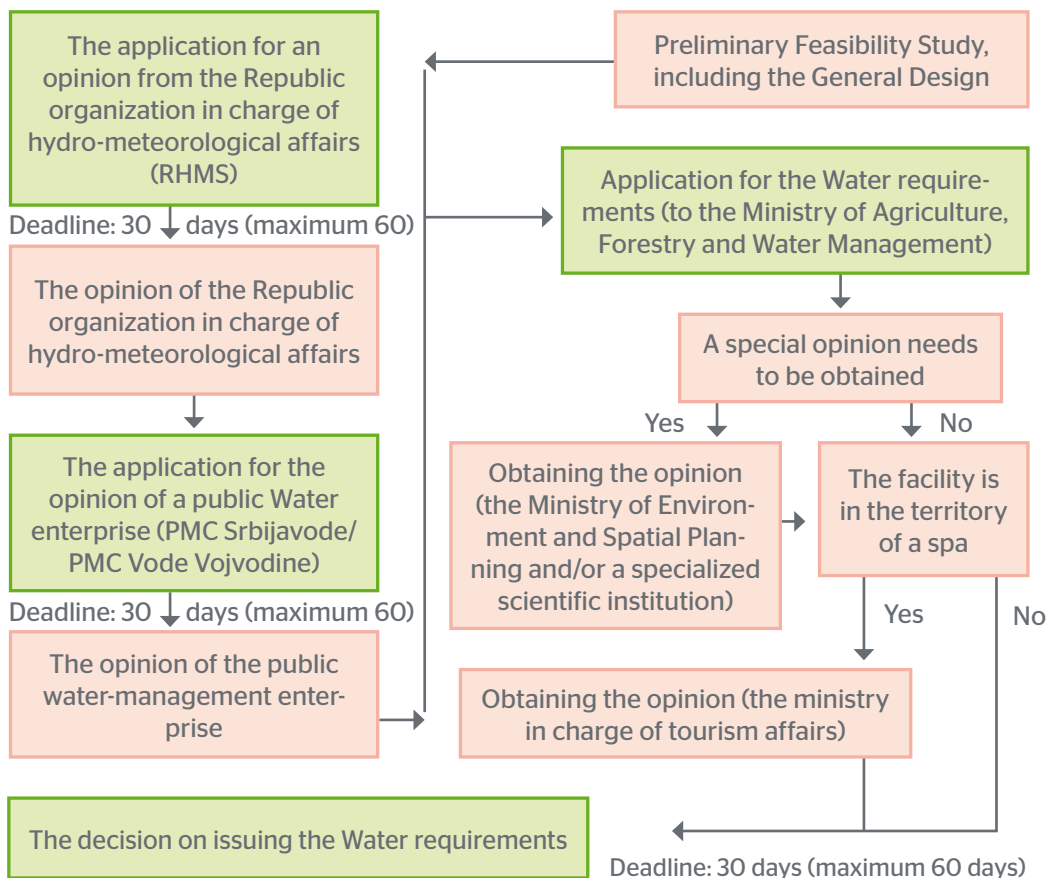 The application for an
opinion from the Republic
organization in charge of
hydro-meteorological affairs
(RHMS)
Deadline: 30 days (maximum 60)
The opinion of the Republic
organization in charge of
hydro-meteorological affairs
The application for the
opinion of a public Water
enterprise (PMC Srbijavode/
PMC Vode Vojvodine)
Deadline: 30 days (maximum 60)
The opinion of the public
water-management enter-
prise
Preliminary Feasibility Study,
including the General Design
Application for the Water require-
ments (to the Ministry of Agriculture,
Forestry and Water Management)
A special opinion needs
to be obtained
Yes
No
Obtaining the opinion
(the Ministry of Environ-
ment and Spatial Plan-
ning and/or a specialized
scientific institution)
The facility is
in the territory
of a spa
Yes
No
Obtaining the opinion (the ministry
in charge of tourism affairs)
The decision on issuing the Water requirements
Deadline: 30 days (maximum 60 days)